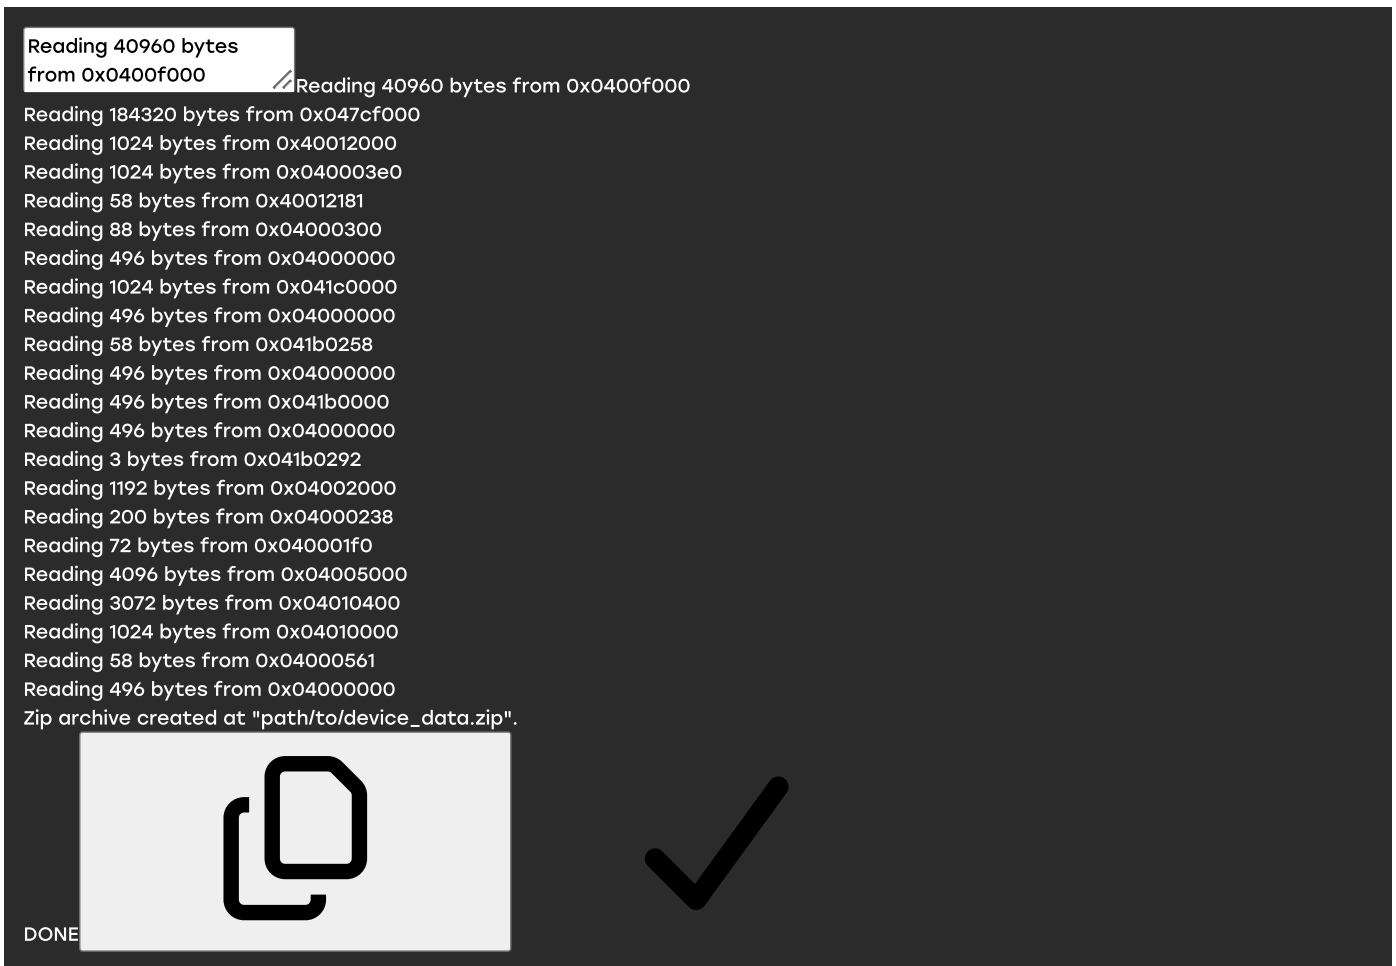 Reading 40960 bytes
from 0x0400f000
Reading 40960 bytes from 0x0400f000
Reading 184320 bytes from 0x047cf000
Reading 1024 bytes from 0x40012000
Reading 1024 bytes from 0x040003e0
Reading 58 bytes from 0x40012181
Reading 88 bytes from 0x04000300
Reading 496 bytes from 0x04000000
Reading 1024 bytes from 0x041c0000
Reading 496 bytes from 0x04000000
Reading 58 bytes from 0x041b0258
Reading 496 bytes from 0x04000000
Reading 496 bytes from 0x041b0000
Reading 496 bytes from 0x04000000
Reading 3 bytes from 0x041b0292
Reading 1192 bytes from 0x04002000
Reading 200 bytes from 0x04000238
Reading 72 bytes from 0x040001f0
Reading 4096 bytes from 0x04005000
Reading 3072 bytes from 0x04010400
Reading 1024 bytes from 0x04010000
Reading 58 bytes from 0x04000561
Reading 496 bytes from 0x04000000
Zip archive created at "path/to/device_data.zip".
DONE